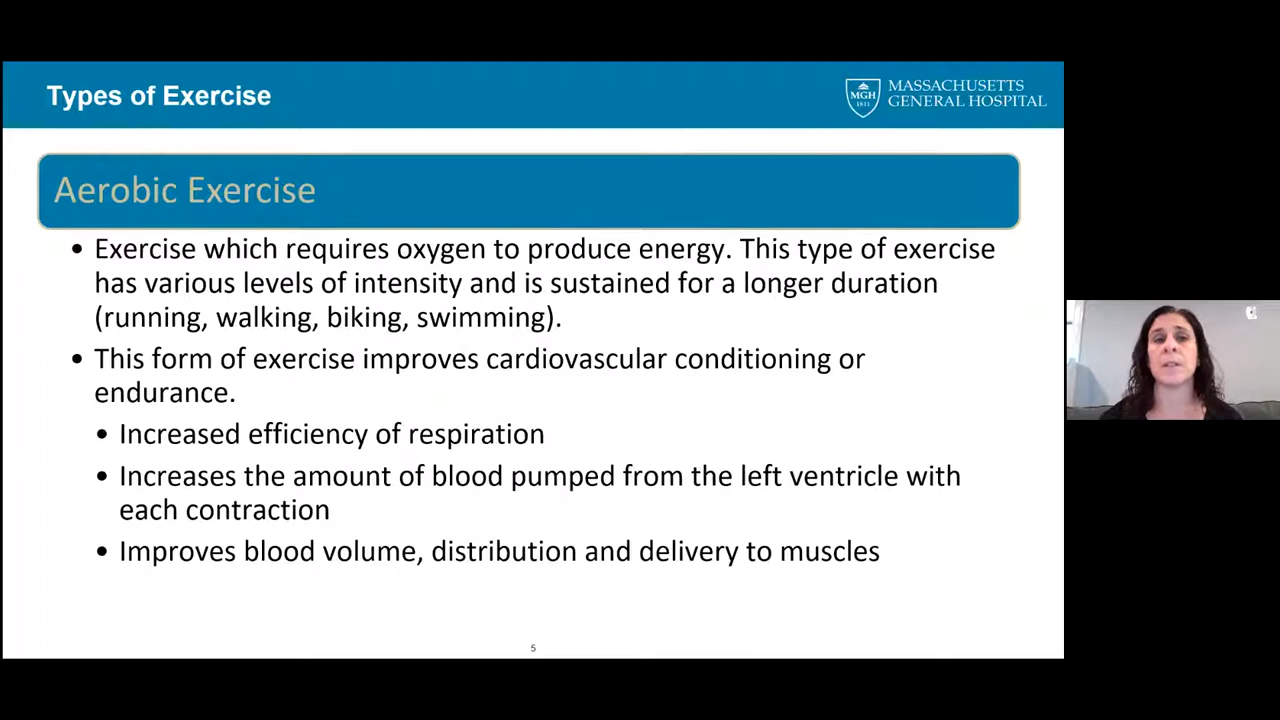 Types of Exercise
MASSACHUSETTS
GENERAL HOSPITAL
MGH
1811
Aerobic Exercise
• Exercise which requires oxygen to produce energy. This type of exercise
has various levels of intensity and is sustained for a longer duration
(running, walking, biking, swimming).
• This form of exercise improves cardiovascular conditioning or
endurance.
• Increased efficiency of respiration
• Increases the amount of blood pumped from the left ventricle with
each contraction
• Improves blood volume, distribution and delivery to muscles
5